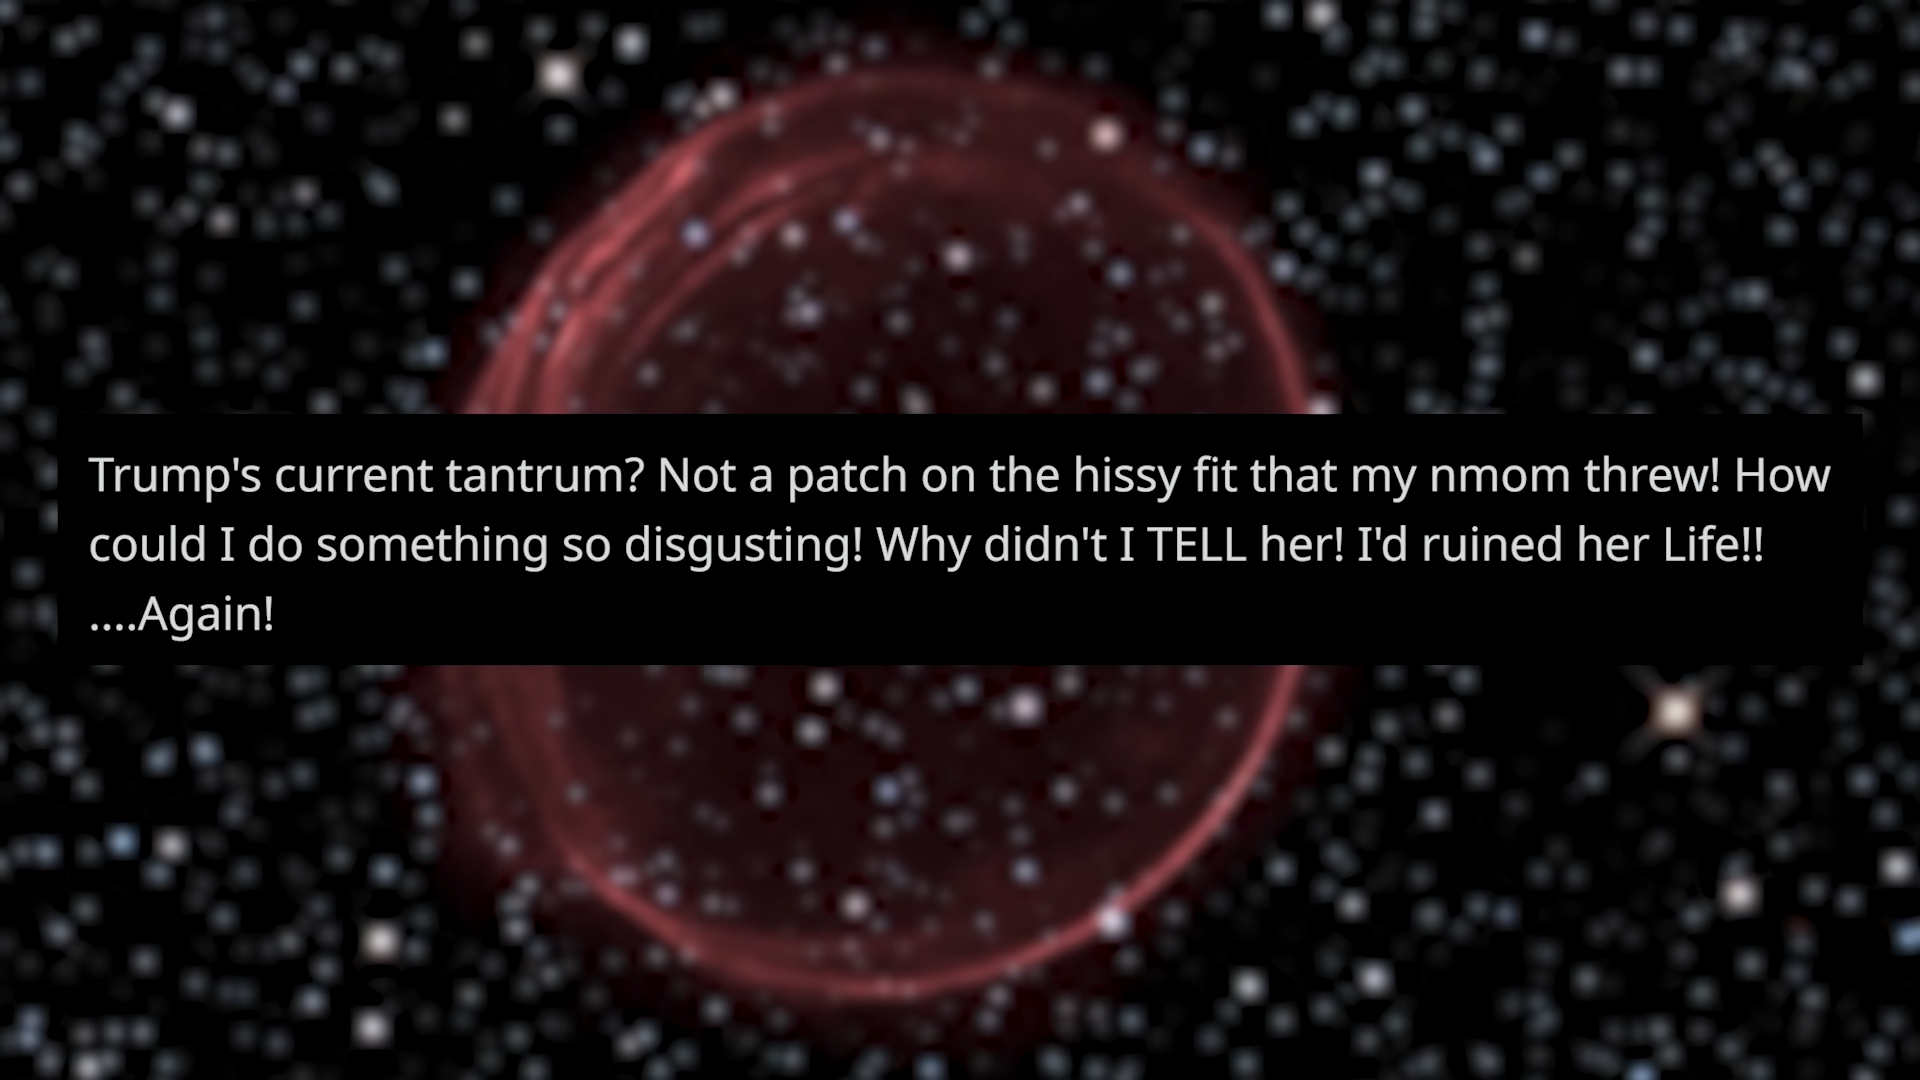 Trump's current tantrum? Not a patch on the hissy fit that my nmom threw! How
could I do something so disgusting! Why didn't I TELL her! I'd ruined her Life!!
....Again!